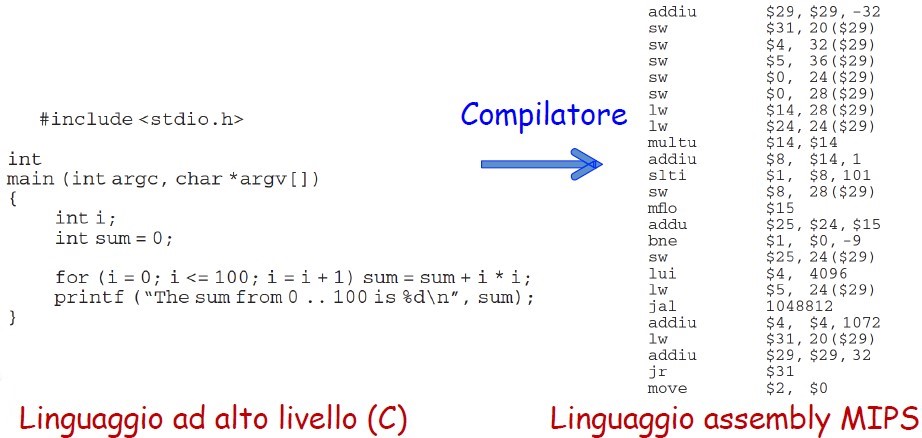 #include <stdio.h>
int
main (int argc, char *argv[])
{
int i;
int sum = 0;
for (i = 0; i <= 100; i = i + 1) sum = sum + i * i;
printf (“The sum from 0 .. 100 is %d\n”, sum);
}
Linguaggio ad alto livello (C)
Compilatore
addiu $29, $29, -32
sw $31, 20($29)
sw $4, 32($29)
sw $5, 36($29)
sw $0, 24($29)
sw $0, 28($29)
lw $14, 28($29)
lw $24, 24($29)
multu $14, $14
addiu $8, $14, 1
slti $1, $8, 101
sw $8, 28($29)
mflo $15
addu $25, $24, $15
bne $1, $0, -9
sw $25, 24($29)
lui $4, 4096
lw $5, 24($29)
jal 1048812
addiu $4, $4, 1072
lw $31, 20($29)
addiu $29, $29, 32
jr $31
move $2, $0
Linguaggio assembly MIPS